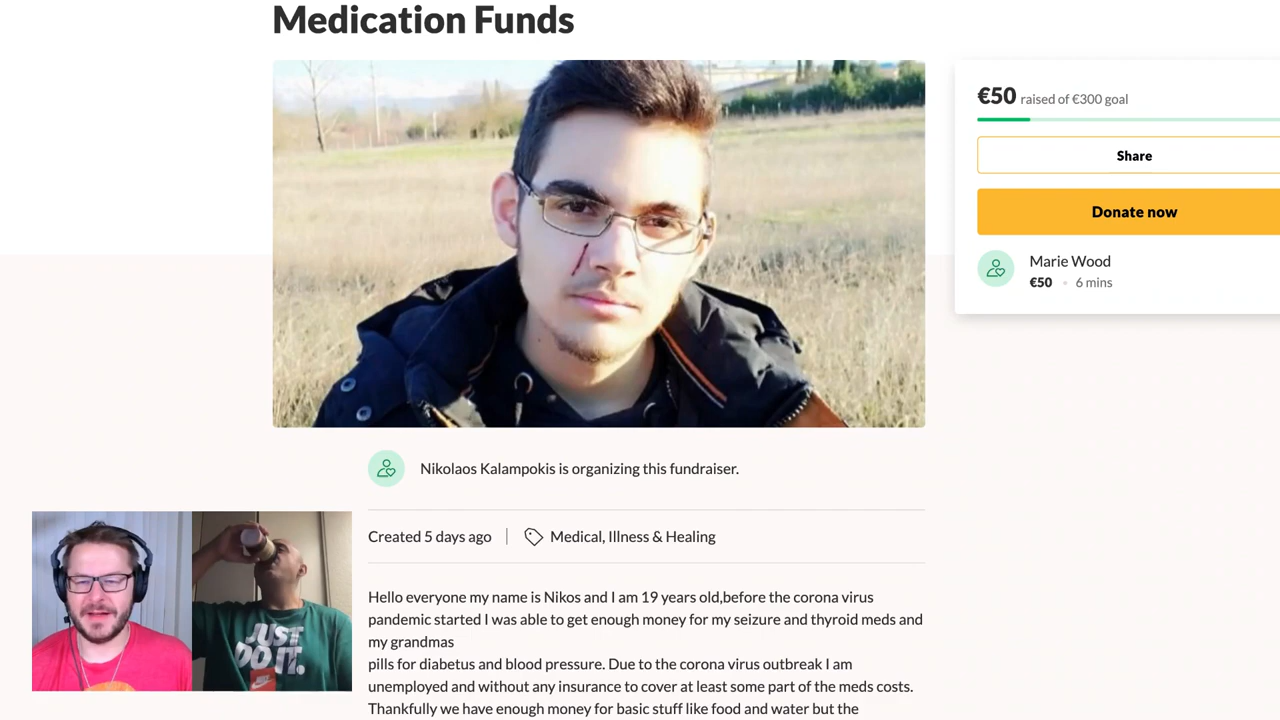 Medication Funds
€50 raised of €300 goal
Share
Donate now
Marie Wood
€50 • 6 mins
Nikolaos Kalampokis is organizing this fundraiser.
Created 5 days ago
Medical, Illness & Healing
Hello everyone my name is Nikos and I am 19 years old,before the corona virus
pandemic started I was able to get enough money for my seizure and thyroid meds and
my grandmas
pills for diabetus and blood pressure. Due to the corona virus outbreak I am
unemployed and without any insurance to cover at least some part of the meds costs.
Thankfully we have enough money for basic stuff like food and water but the
JUST
DO IT.